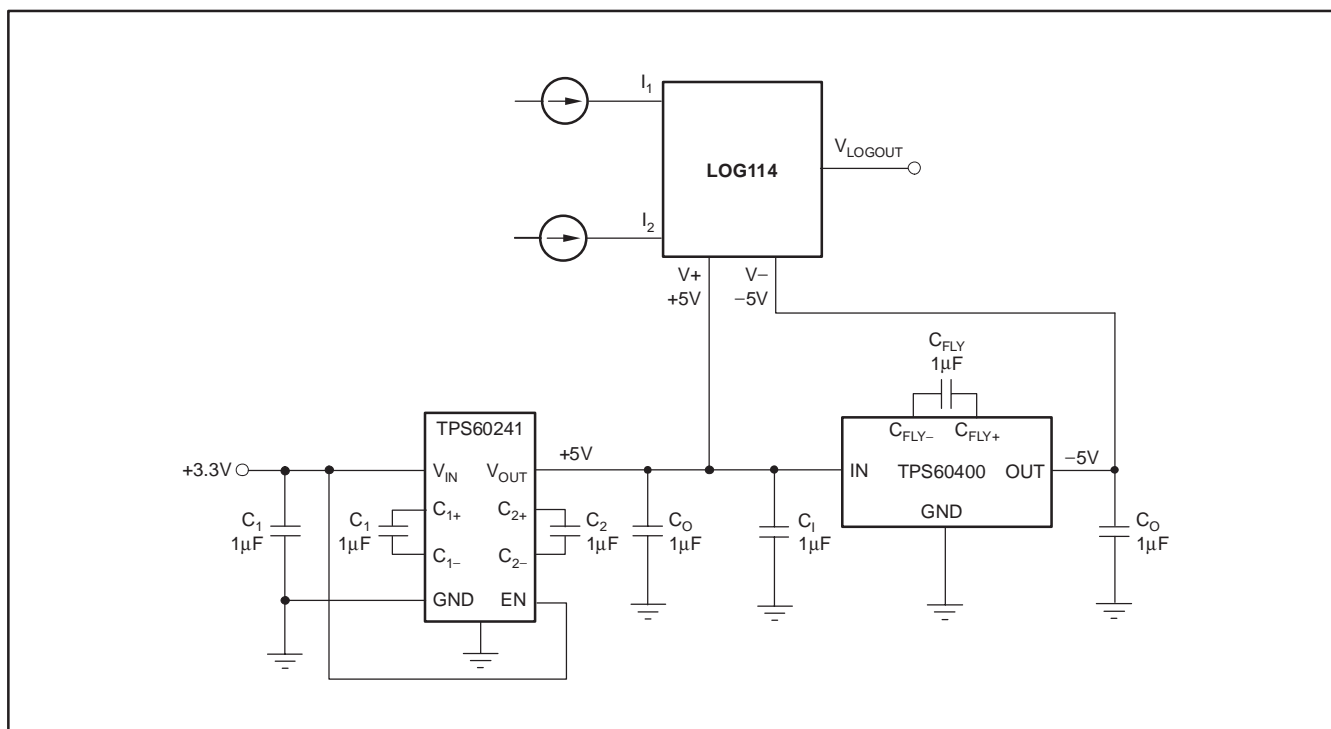 I1
LOG114
VLOGOUT
I2
V+
+5V
V−
−5V
CFLY
1μF
CFLY−
CFLY+
TPS60241
+3.3V
VIN
VOUT
+5V
IN
TPS60400
OUT
−5V
GND
C1
1μF
C1
1μF
C1+
C1−
C2+
C2−
C2
1μF
CO
1μF
CI
1μF
CO
1μF
GND
EN